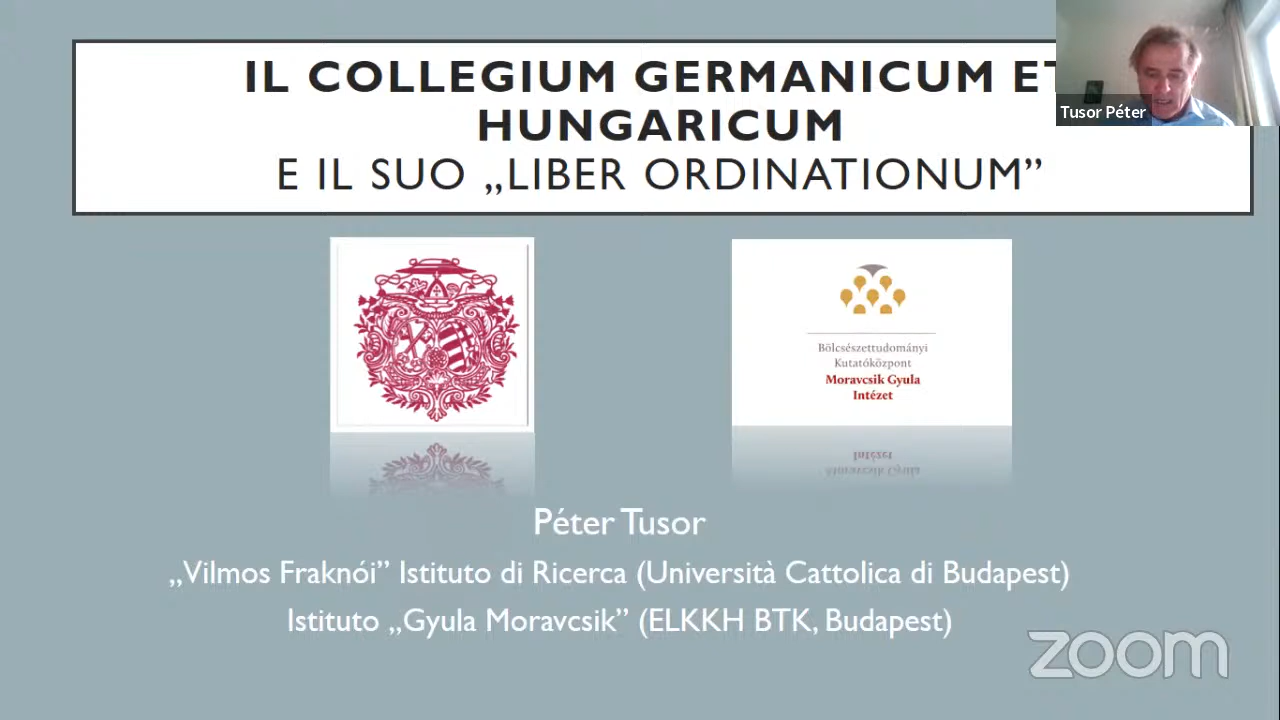 IL COLLEGIUM GERMANICUM ET
HUNGARICUM
E IL SUO „LIBER ORDINATIONUM”
Tusor Péter
Bölcsészettudományi
Kutatóközpont
Moravcsik Gyula
Intézet
Péter Tusor
„Vilmos Fraknói” Istituto di Ricerca (Università Cattolica di Budapest)
Istituto „Gyula Moravcsik” (ELKKH BTK, Budapest)
zoom